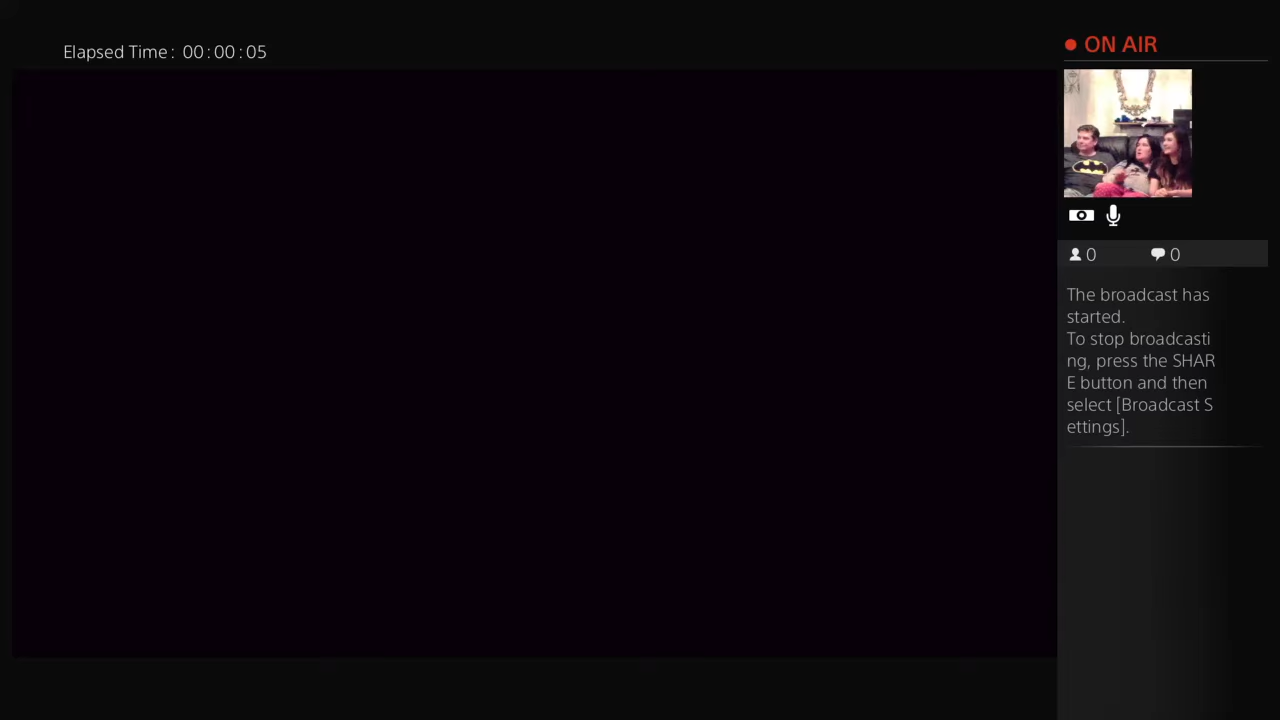 Elapsed Time: 00:00:05
ON AIR
0 0
The broadcast has
started.
To stop broadcasti
ng, press the SHAR
E button and then
select [Broadcast S
ettings].